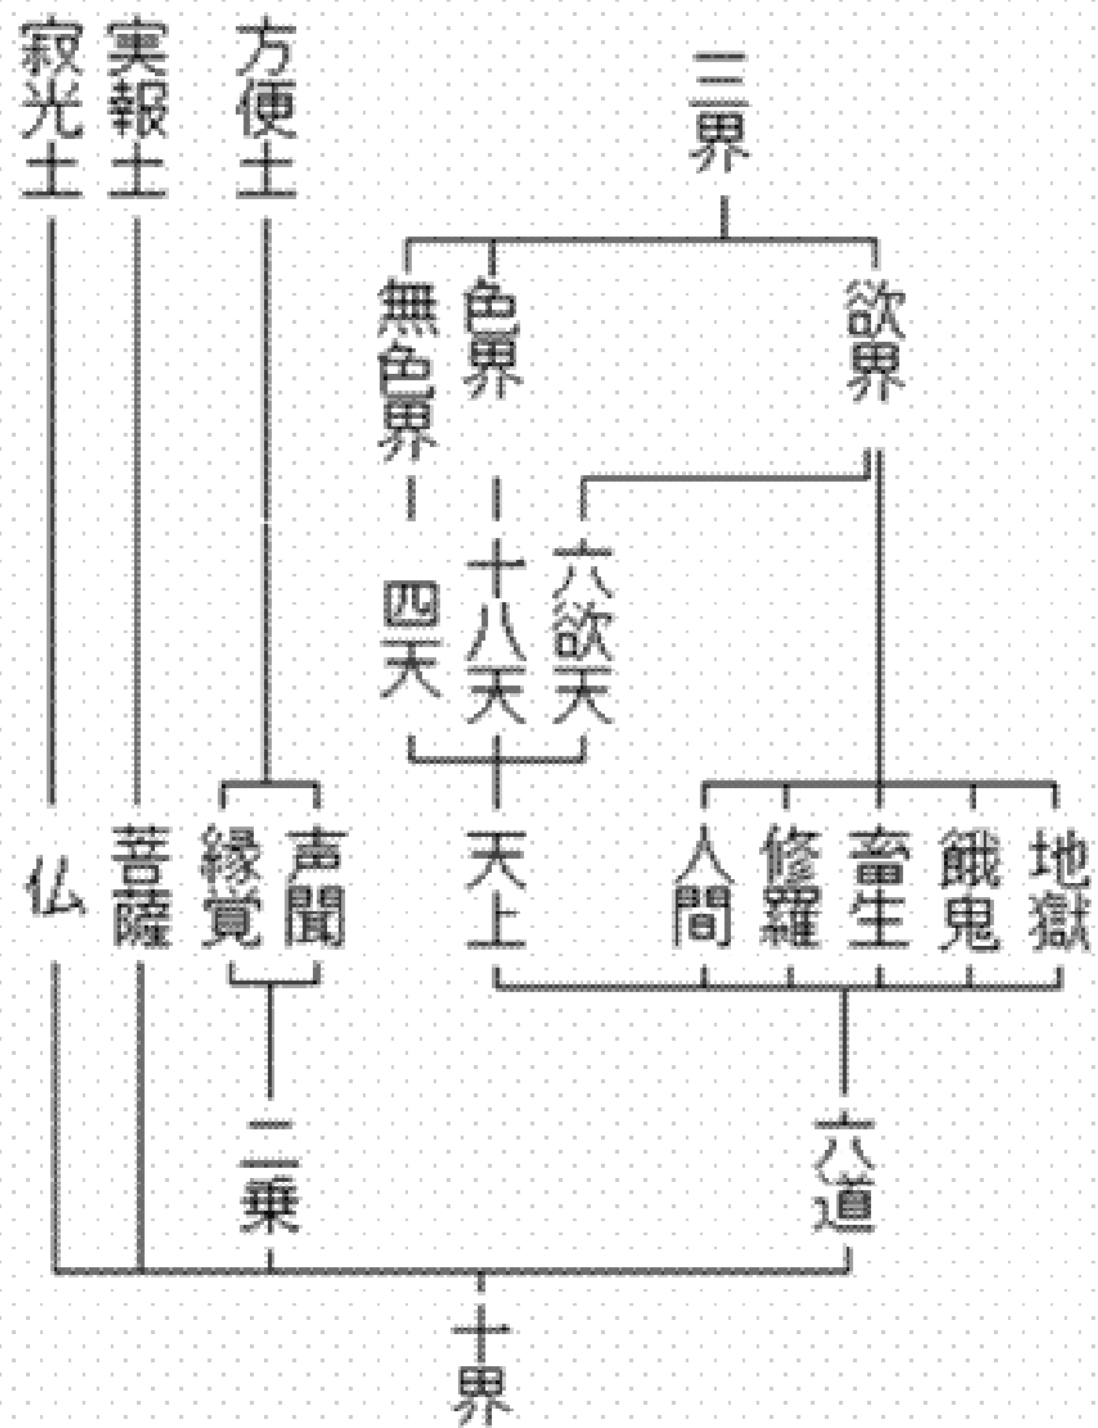 三界
方便土
実報土
寂光土
欲界
色界
無色界
六欲天
十八天
四天
地獄
餓鬼
畜生
修羅
人間
天上
声聞
縁覚
菩薩
仏
六道
二乗
十界